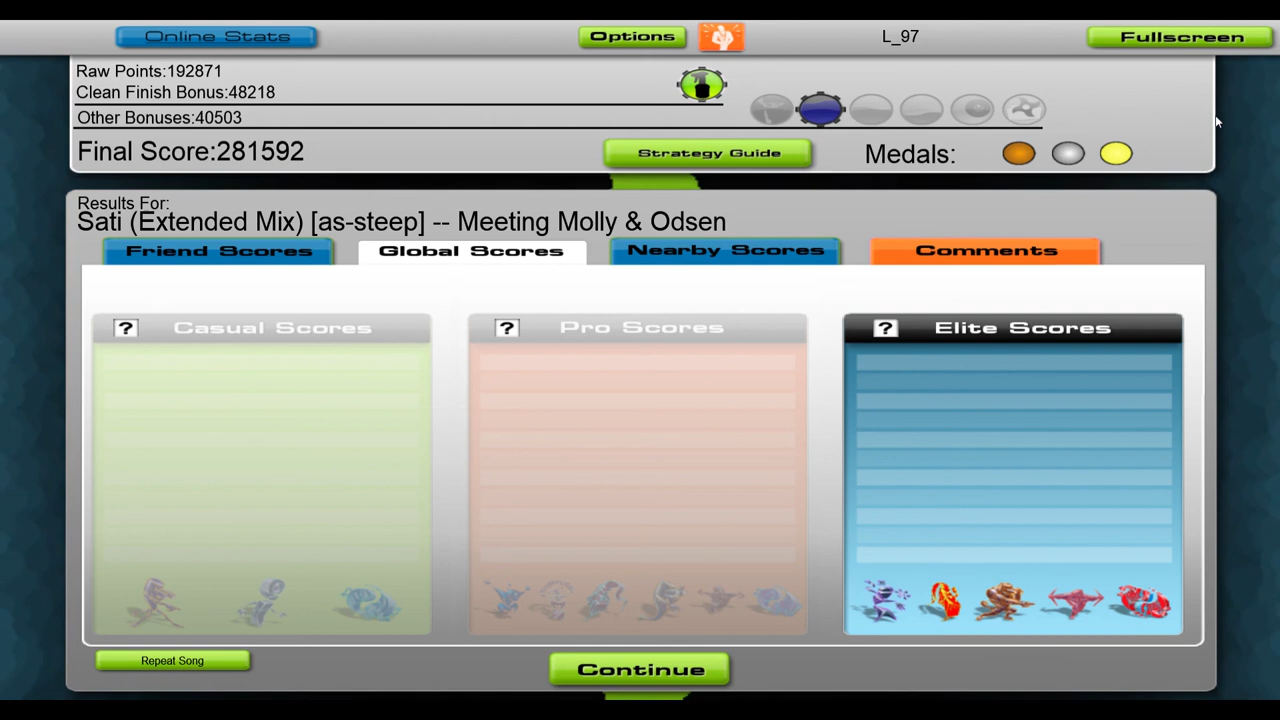 Online Stats
Options
L_97
Fullscreen
Raw Points:192871
Clean Finish Bonus:48218
Other Bonuses:40503
Final Score:281592
Strategy Guide
Medals:
Results For:
Sati (Extended Mix) [as-steep] -- Meeting Molly & Odsen
Friend Scores
Global Scores
Nearby Scores
Comments
? Casual Scores
? Pro Scores
? Elite Scores
Repeat Song
Continue